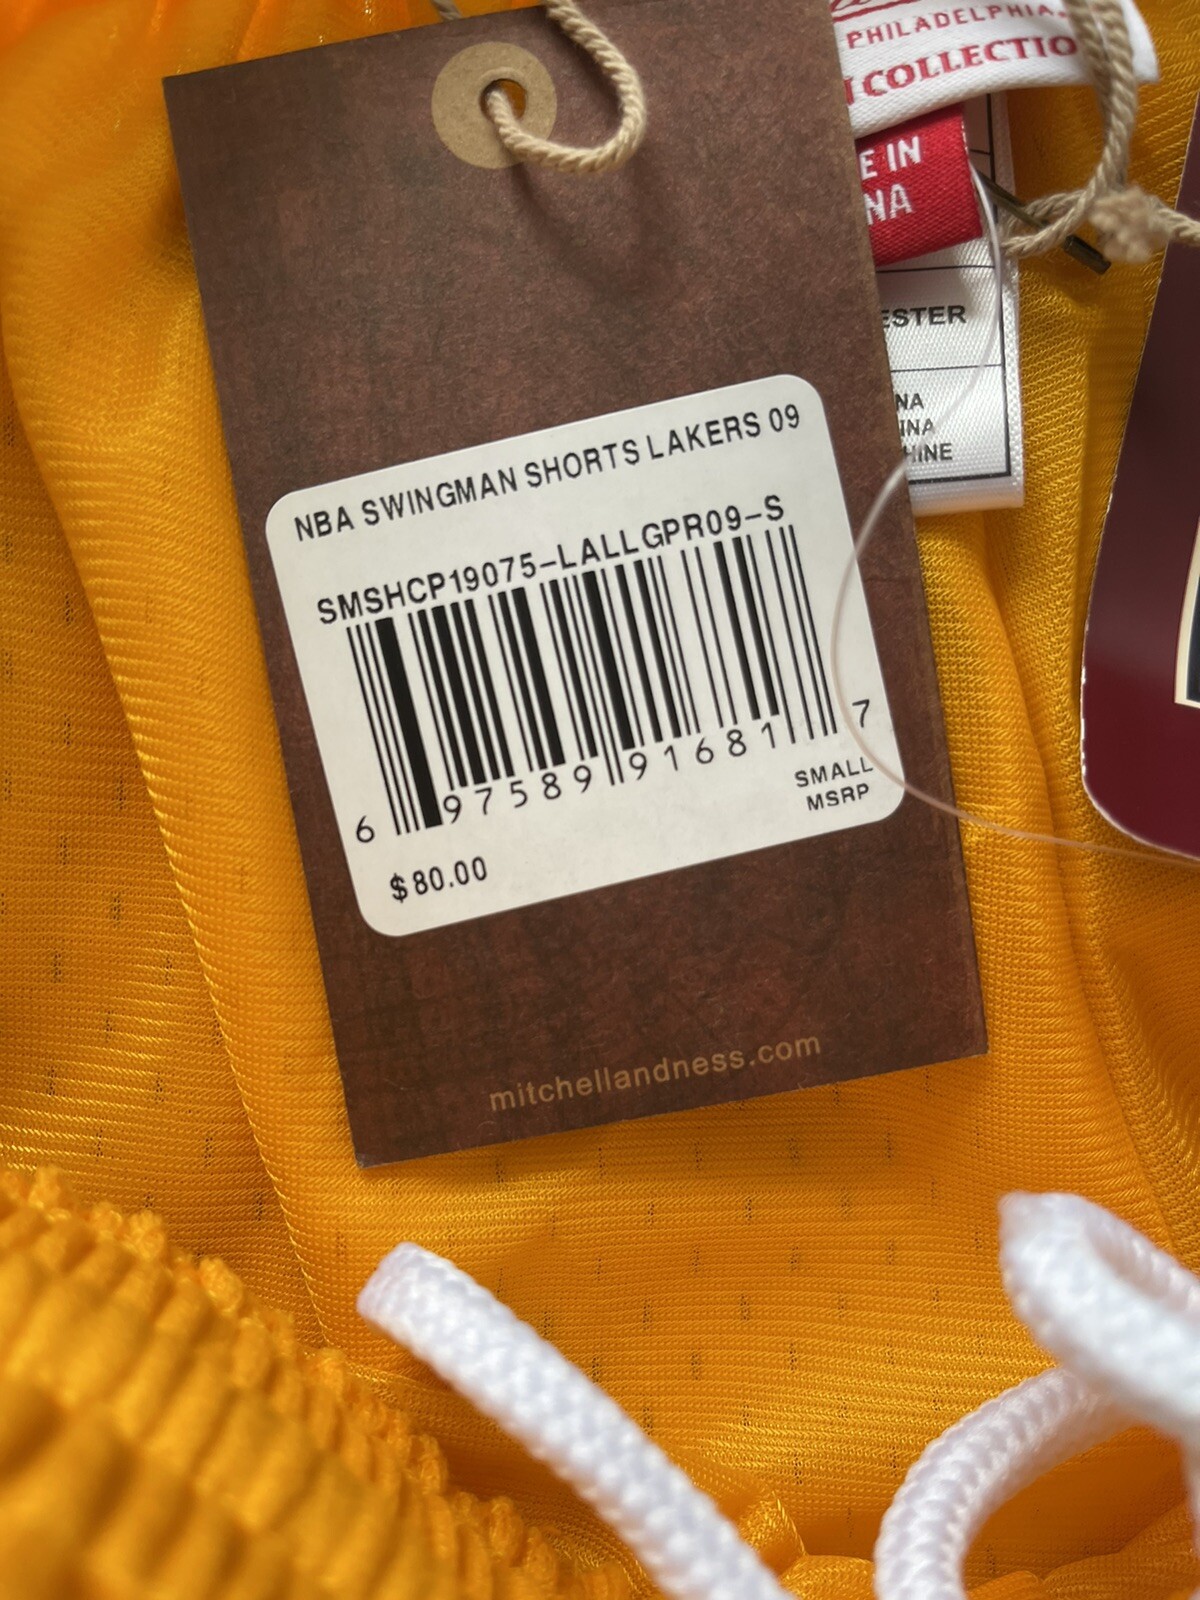 PHILADELPHIA
COLLECTIO
E IN
NA
ESTER
NA
INA
HINE
NBA SWINGMAN SHORTS LAKERS 09
SMSHCP19075-LALLGPR09-S
6 97589 91681 7
SMALL
MSRP
$80.00
mitchellandness.com